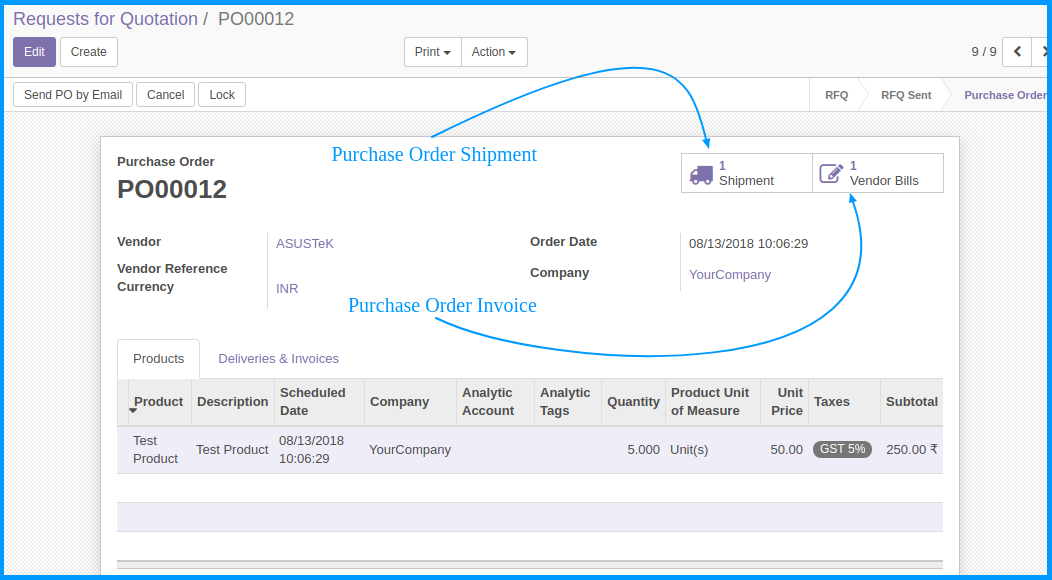 Requests for Quotation / PO00012
Edit Create Print Action 9 / 9
Send PO by Email Cancel Lock RFQ RFQ Sent Purchase Order
Purchase Order Shipment
Purchase Order
PO00012
1
Shipment
1
Vendor Bills
Vendor ASUSTeK
Vendor Reference
Currency INR
Order Date 08/13/2018 10:06:29
Company YourCompany
Purchase Order Invoice
Products Deliveries & Invoices
Product Description Scheduled Date Company Analytic Account Analytic Tags Quantity Product Unit of Measure Unit Price Taxes Subtotal
Test Product Test Product 08/13/2018 10:06:29 YourCompany 5.000 Unit(s) 50.00 GST 5% 250.00 ₹